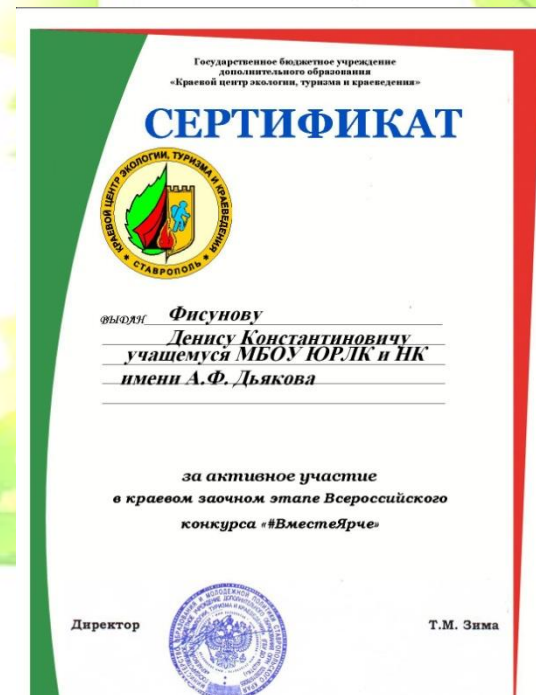 Государственное бюджетное учреждение
дополнительного образования
«Краевой центр экологии, туризма и краеведения»
СЕРТИФИКАТ
КРАЕВОЙ ЦЕНТР ЭКОЛОГИИ, ТУРИЗМА И КРАЕВЕДЕНИЯ
* СТАВРОПОЛЬ *
ВЫДАН Фисунову
Денису Константиновичу
учащемуся МБОУ ЮРЛК и НК
имени А.Ф. Дьякова
за активное участие
в краевом заочном этапе Всероссийского
конкурса «#ВместеЯрче»
Директор
Т.М. Зима